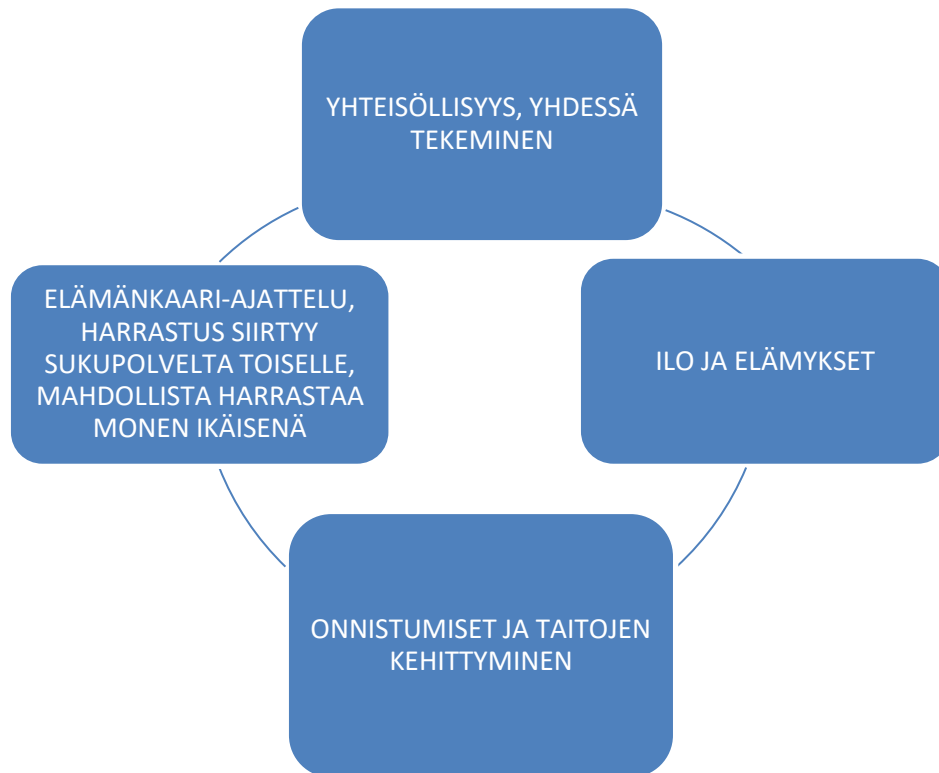 YHTEISÖLLISYYS, YHDESSÄ
TEKEMINEN
ELÄMÄNKAARI-AJATTELU,
HARRASTUS SIIRTYY
SUKUPOLVELTA TOISELLE,
MAHDOLLISTA HARRASTAA
MONEN IKÄISENÄ
ILO JA ELÄMYKSET
ONNISTUMISET JA TAITOJEN
KEHITTYMINEN